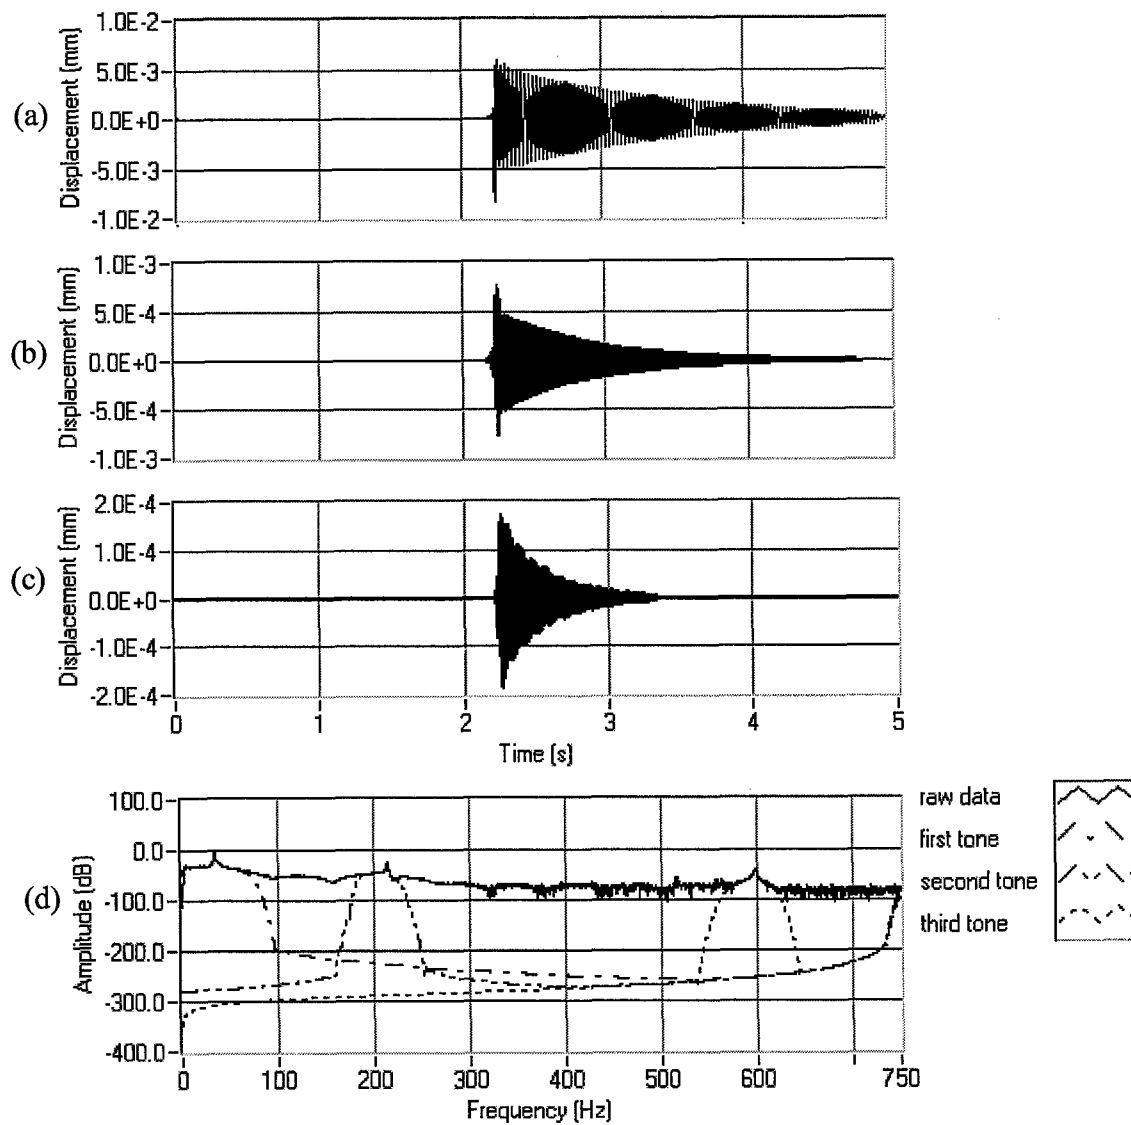 (a)
Displacement (mm)
1.0E-2
5.0E-3
0.0E+0
-5.0E-3
-1.0E-2
(b)
Displacement (mm)
1.0E-3
5.0E-4
0.0E+0
-5.0E-4
-1.0E-3
(c)
Displacement (mm)
2.0E-4
1.0E-4
0.0E+0
-1.0E-4
-2.0E-4
0 1 2 3 4 5
Time (s)
(d)
Amplitude (dB)
100.0
0.0
-100.0
-200.0
-300.0
-400.0
0 100 200 300 400 500 600 750
Frequency (Hz)
raw data
first tone
second tone
third tone